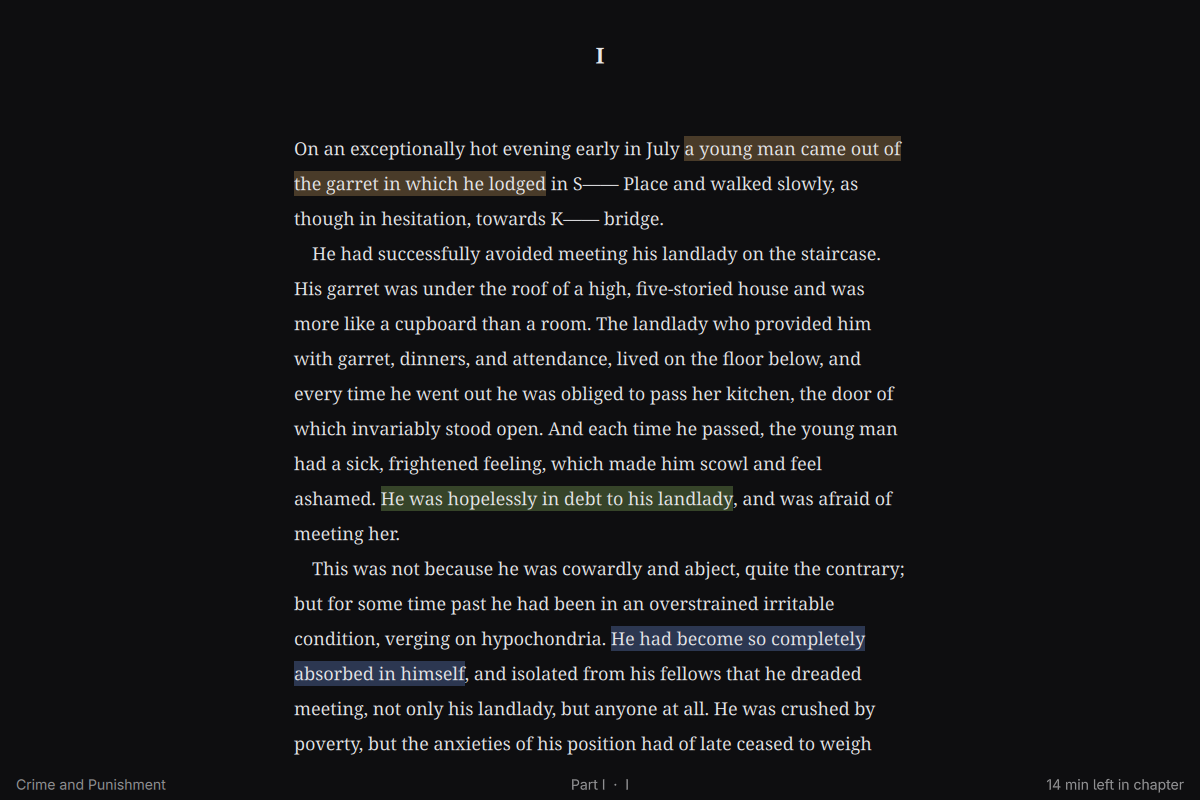 I
On an exceptionally hot evening early in July a young man came out of
the garret in which he lodged in S—— Place and walked slowly, as
though in hesitation, towards K—— bridge.
He had successfully avoided meeting his landlady on the staircase.
His garret was under the roof of a high, five-storied house and was
more like a cupboard than a room. The landlady who provided him
with garret, dinners, and attendance, lived on the floor below, and
every time he went out he was obliged to pass her kitchen, the door of
which invariably stood open. And each time he passed, the young man
had a sick, frightened feeling, which made him scowl and feel
ashamed. He was hopelessly in debt to his landlady, and was afraid of
meeting her.
This was not because he was cowardly and abject, quite the contrary;
but for some time past he had been in an overstrained irritable
condition, verging on hypochondria. He had become so completely
absorbed in himself, and isolated from his fellows that he dreaded
meeting, not only his landlady, but anyone at all. He was crushed by
poverty, but the anxieties of his position had of late ceased to weigh
Crime and Punishment
Part I · I
14 min left in chapter